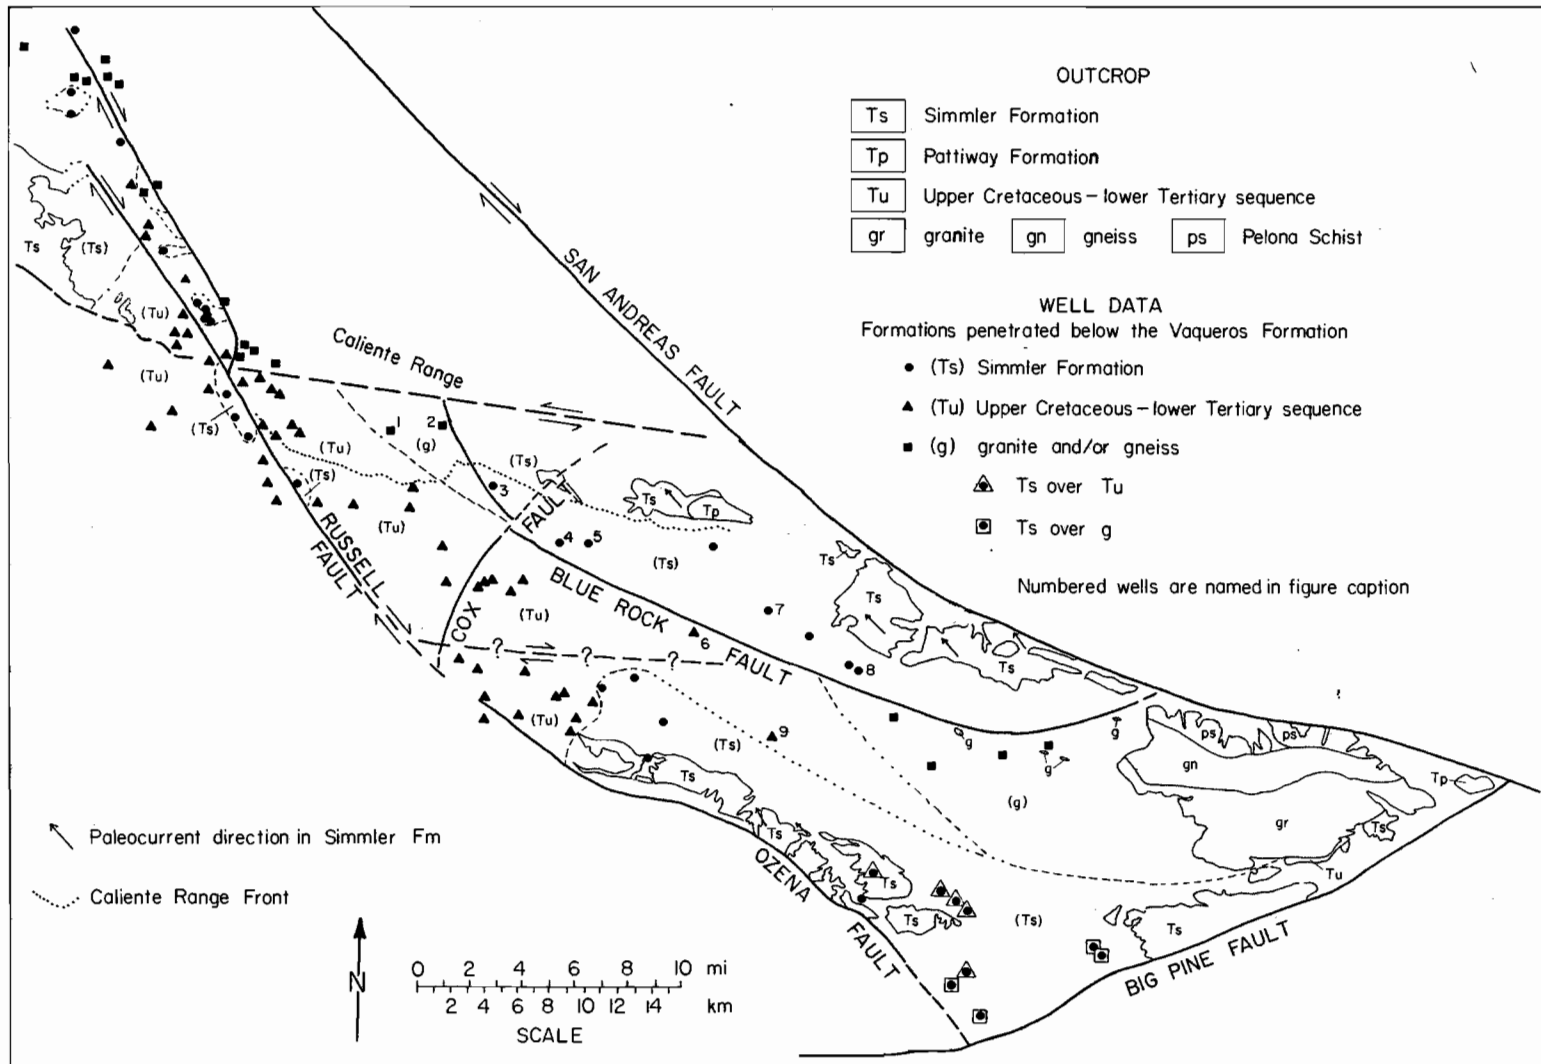 OUTCROP
Ts Simmler Formation
Tp Pattiway Formation
Tu Upper Cretaceous – lower Tertiary sequence
gr granite gn gneiss ps Pelona Schist
WELL DATA
Formations penetrated below the Vaqueros Formation
(Ts) Simmler Formation
(Tu) Upper Cretaceous – lower Tertiary sequence
(g) granite and/or gneiss
Ts over Tu
Ts over g
Numbered wells are named in figure caption
SAN ANDREAS FAULT
Caliente Range
Ts
(Ts)
(Tu)
(Tu)
(Ts)
(Tu)
(Ts)
(Tu)
1
2
(g)
(Ts)
3
Ts
Tp
4
5
(Ts)
RUSSELL
FAULT
COX
FAUL
BLUE ROCK
FAULT
(Tu)
6
7
8
Ts
Ts
Ts
? ? ?
(Tu)
9
(Ts)
Ts
Ts
Ts
Ts
(Ts)
g
g
g
(g)
ps
ps
gn
gr
Tp
Ts
Tu
Ts
OZENA
FAULT
BIG PINE FAULT
Paleocurrent direction in Simmler Fm
Caliente Range Front
N
0 2 4 6 8 10 mi
2 4 6 8 10 12 14 km
SCALE